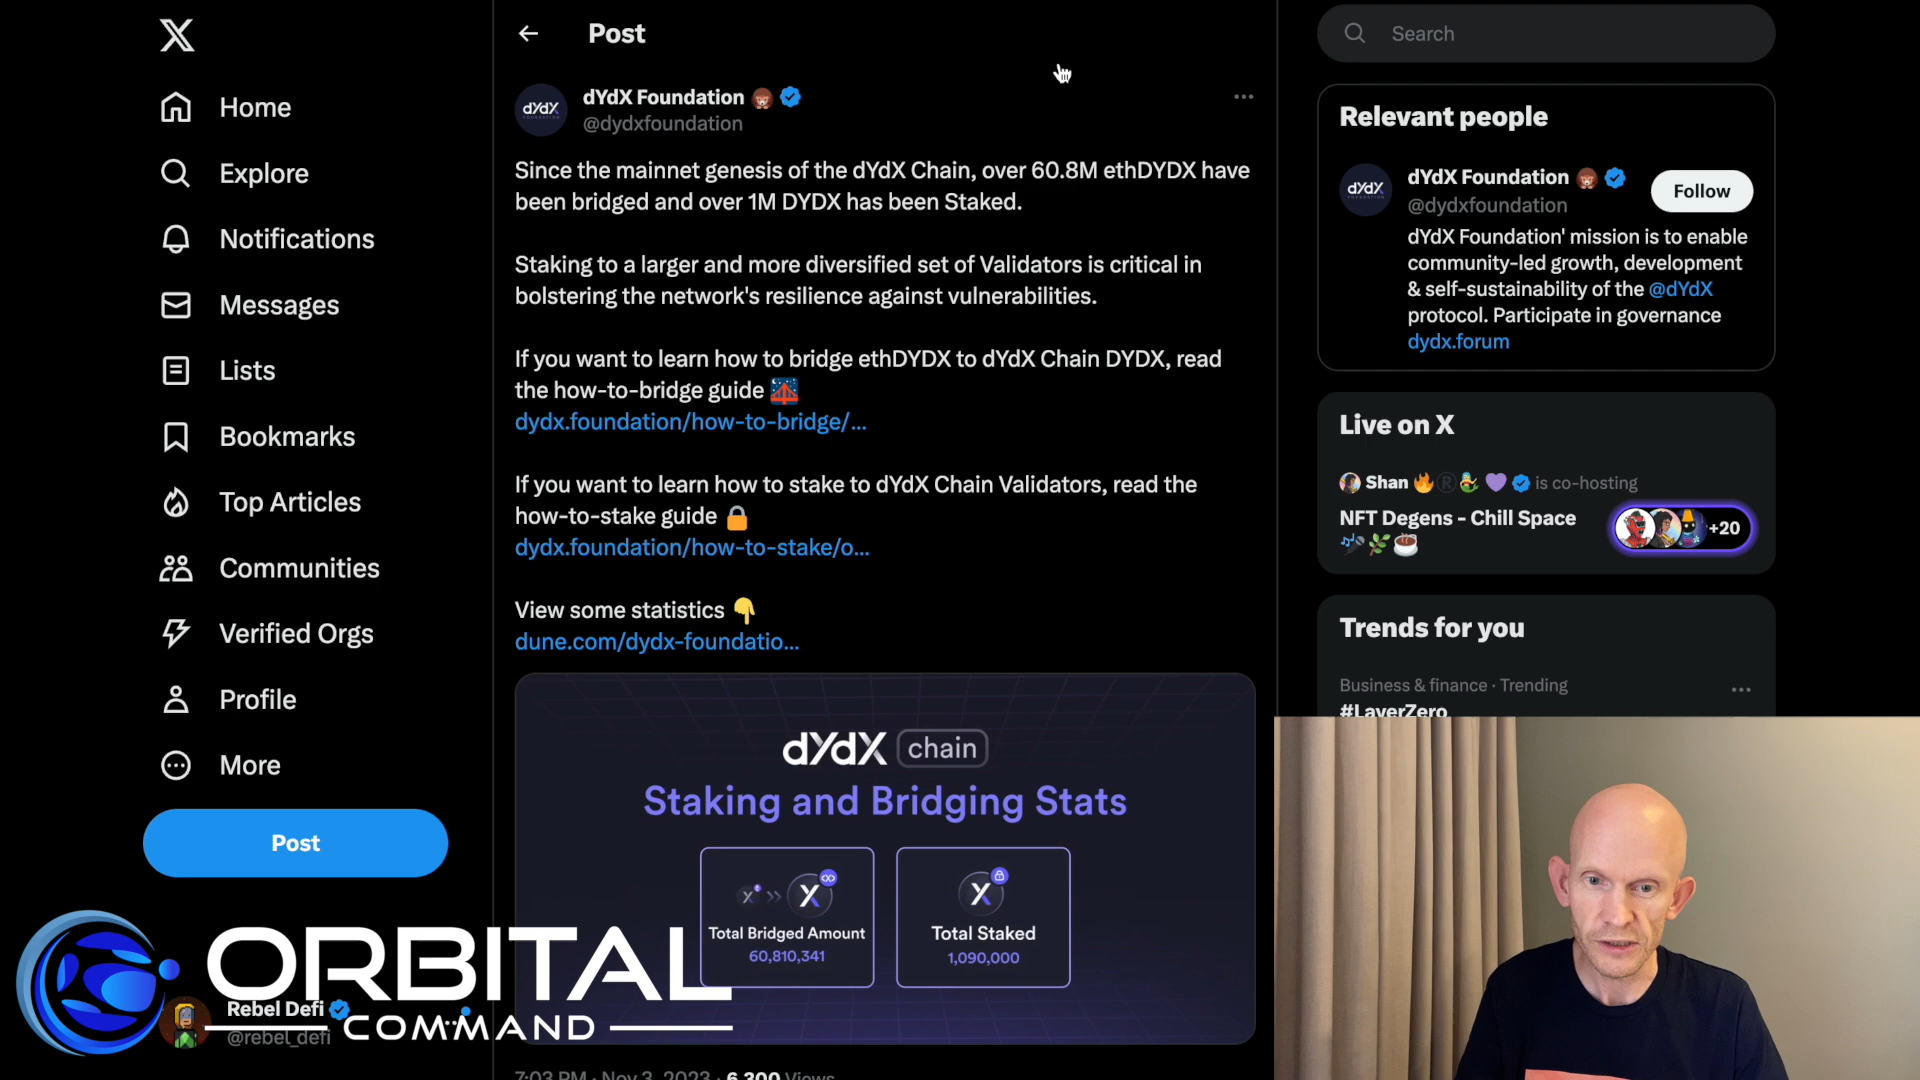 Home
Explore
Notifications
Messages
Lists
Bookmarks
Top Articles
Communities
Verified Orgs
Profile
More
Post
Rebel Defi
@rebel_defi
ORBITAL
COMMAND
Post
dYdX Foundation
@dydxfoundation
Since the mainnet genesis of the dYdX Chain, over 60.8M ethDYDX have
been bridged and over 1M DYDX has been Staked.
Staking to a larger and more diversified set of Validators is critical in
bolstering the network's resilience against vulnerabilities.
If you want to learn how to bridge ethDYDX to dYdX Chain DYDX, read
the how-to-bridge guide 🌉
dydx.foundation/how-to-bridge/...
If you want to learn how to stake to dYdX Chain Validators, read the
how-to-stake guide 🔒
dydx.foundation/how-to-stake/o...
View some statistics 👇
dune.com/dydx-foundatio...
dYdX chain
Staking and Bridging Stats
Total Bridged Amount
60,810,341
Total Staked
1,090,000
7:03 PM · Nov 3, 2023 · 6,300 Views
Search
Relevant people
dYdX Foundation
@dydxfoundation
Follow
dYdX Foundation' mission is to enable
community-led growth, development
& self-sustainability of the @dYdX
protocol. Participate in governance
dydx.forum
Live on X
Shan 🔥®🧜‍♂️💜 is co-hosting
NFT Degens - Chill Space
🎤🌿☕
+20
Trends for you
Business & finance · Trending
#LayerZero